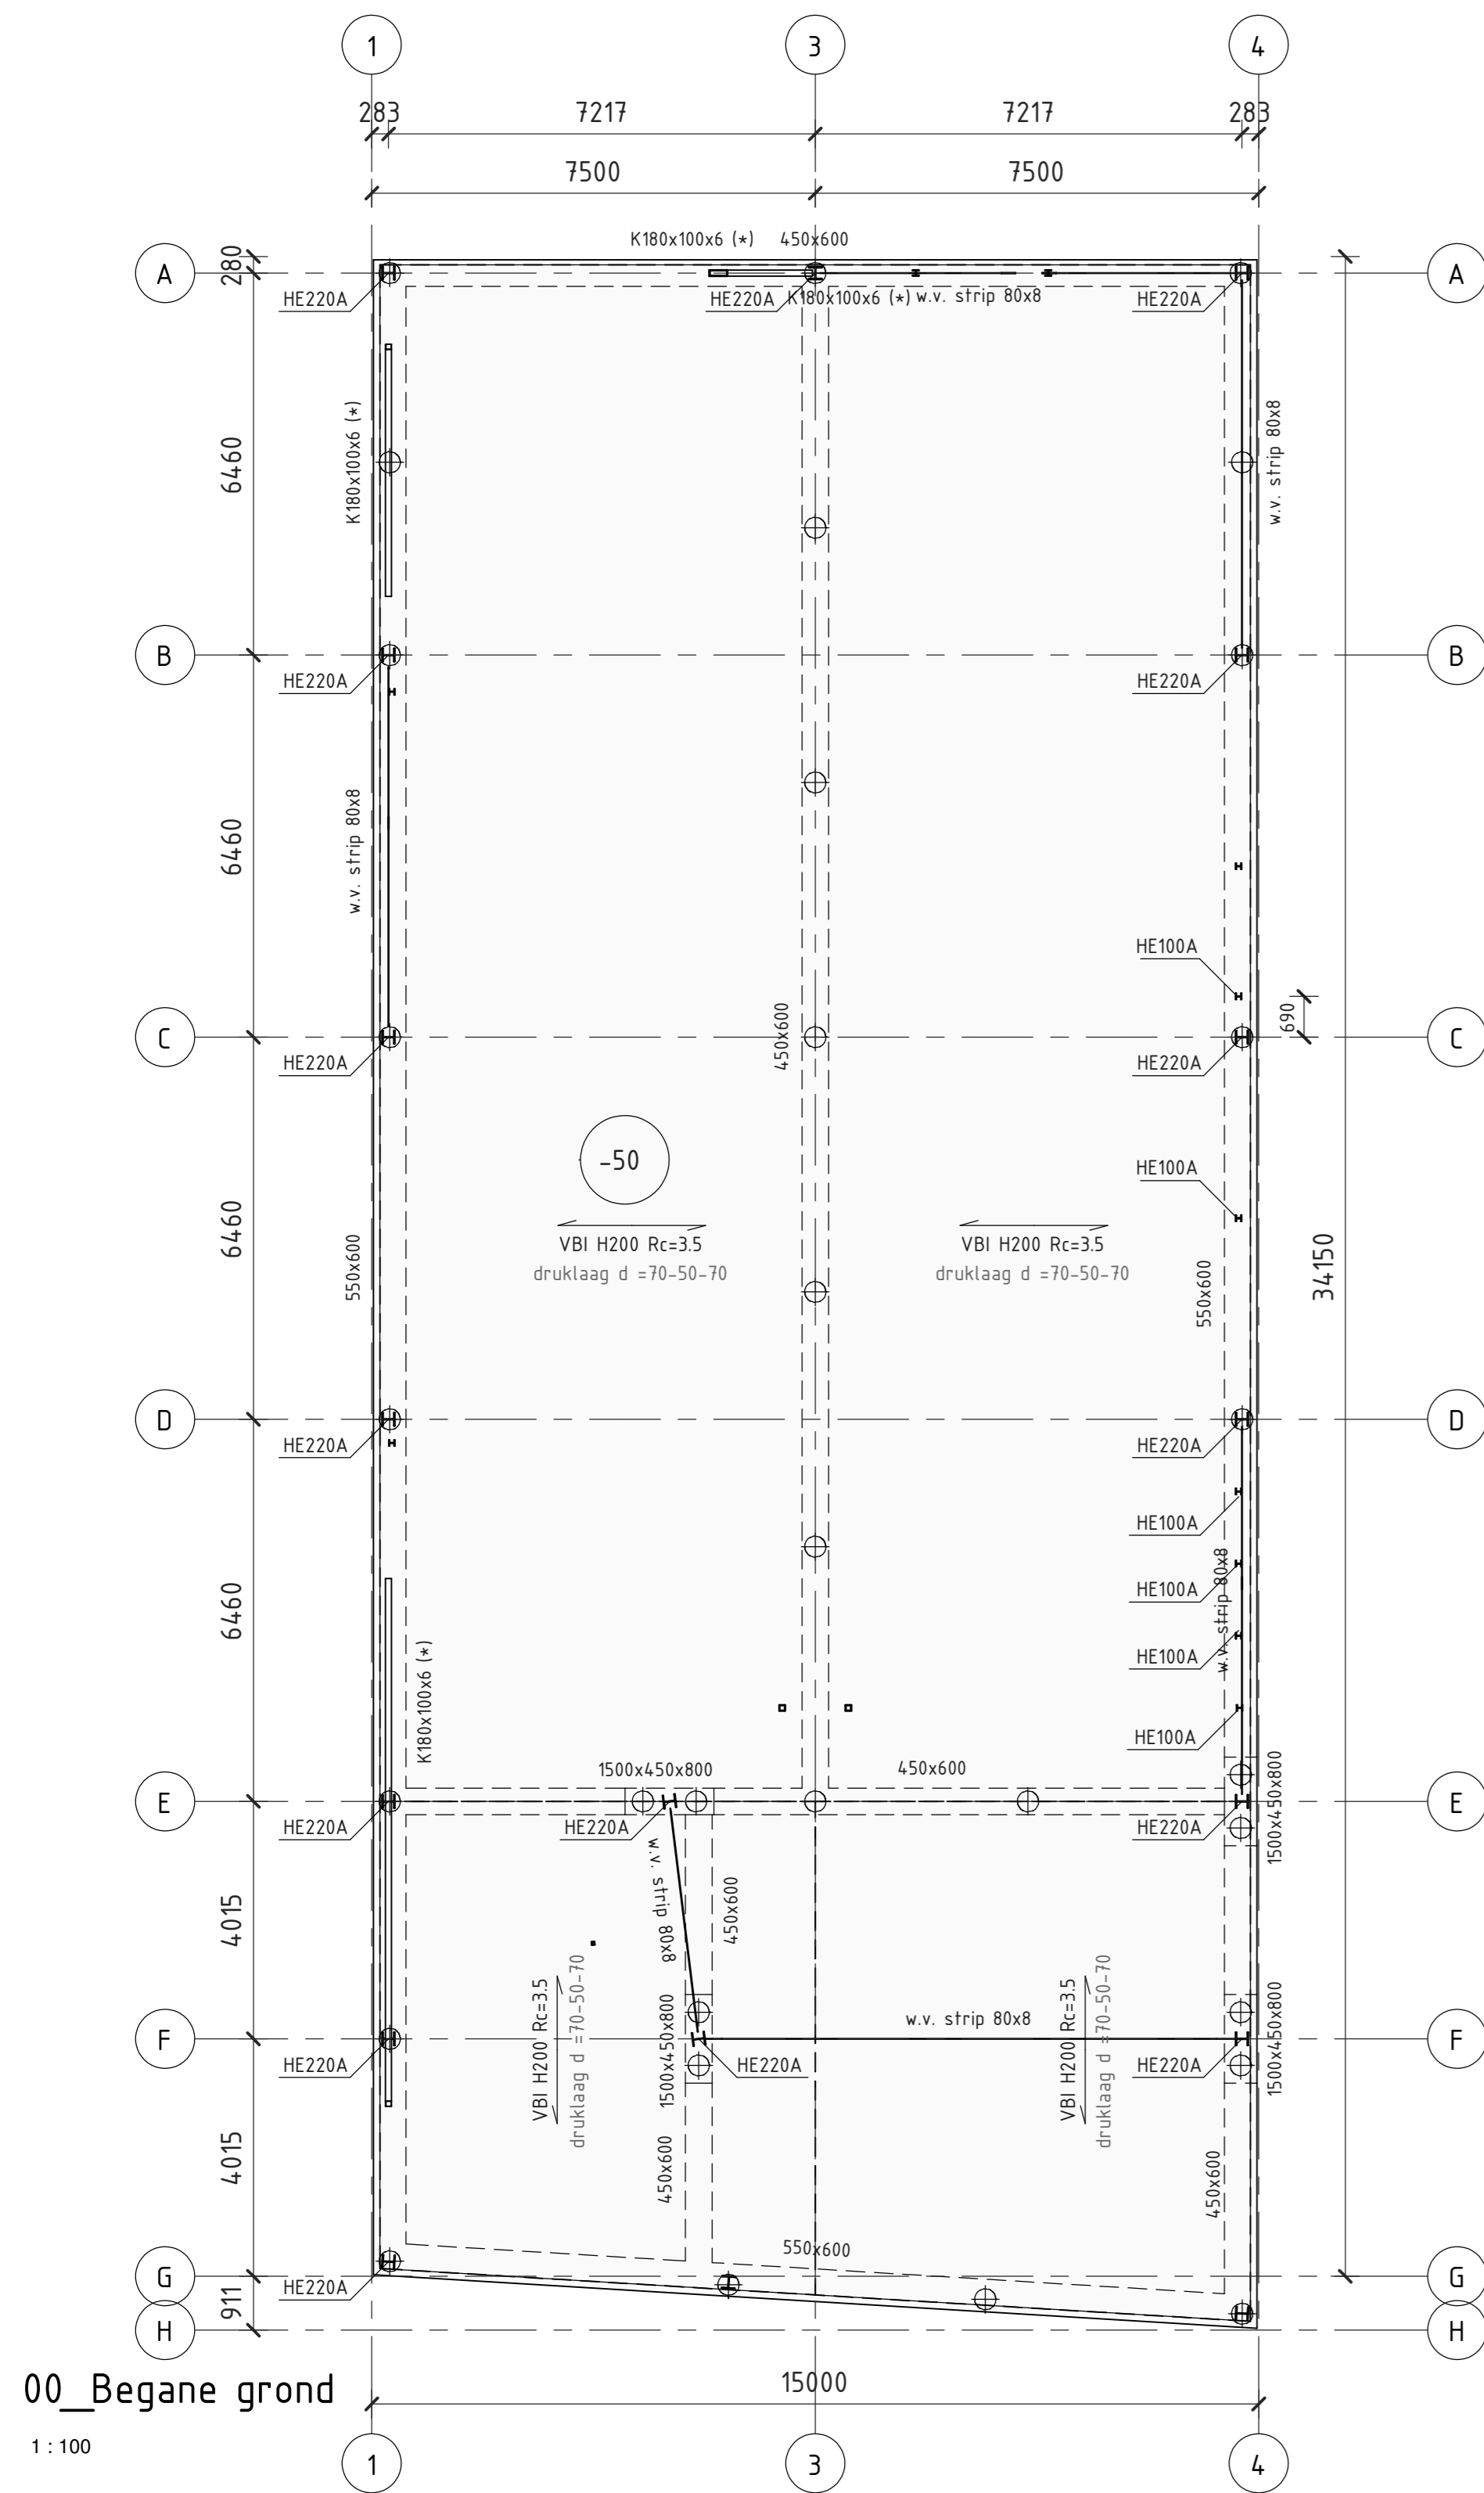 1
3
4
283
7217
7217
283
7500
7500
K180x100x6 (*)
450x600
280
A
A
HE220A
HE220A
K180x100x6 (*)
w.v. strip 80x8
HE220A
K180x100x6 (*)
6460
w.v. strip 80x8
B
B
HE220A
HE220A
w.v. strip 80x8
6460
HE100A
690
450x600
C
C
HE220A
HE220A
-50
HE100A
6460
550x600
VBI H200 Rc=3.5
druklaag d =70-50-70
VBI H200 Rc=3.5
druklaag d =70-50-70
550x600
34150
D
D
HE220A
HE220A
HE100A
HE100A
w.v. strip 80x8
6460
HE100A
K180x100x6 (*)
HE100A
1500x450x800
450x600
1500x450x800
E
E
HE220A
HE220A
HE220A
w.v. strip 80x8
450x600
4015
VBI H200 Rc=3.5
druklaag d =70-50-70
1500x450x800
w.v. strip 80x8
VBI H200 Rc=3.5
druklaag d =70-50-70
1500x450x800
F
F
HE220A
HE220A
HE220A
4015
450x600
450x600
550x600
G
G
HE220A
911
H
H
00_Begane grond
15000
1 : 100
1
3
4